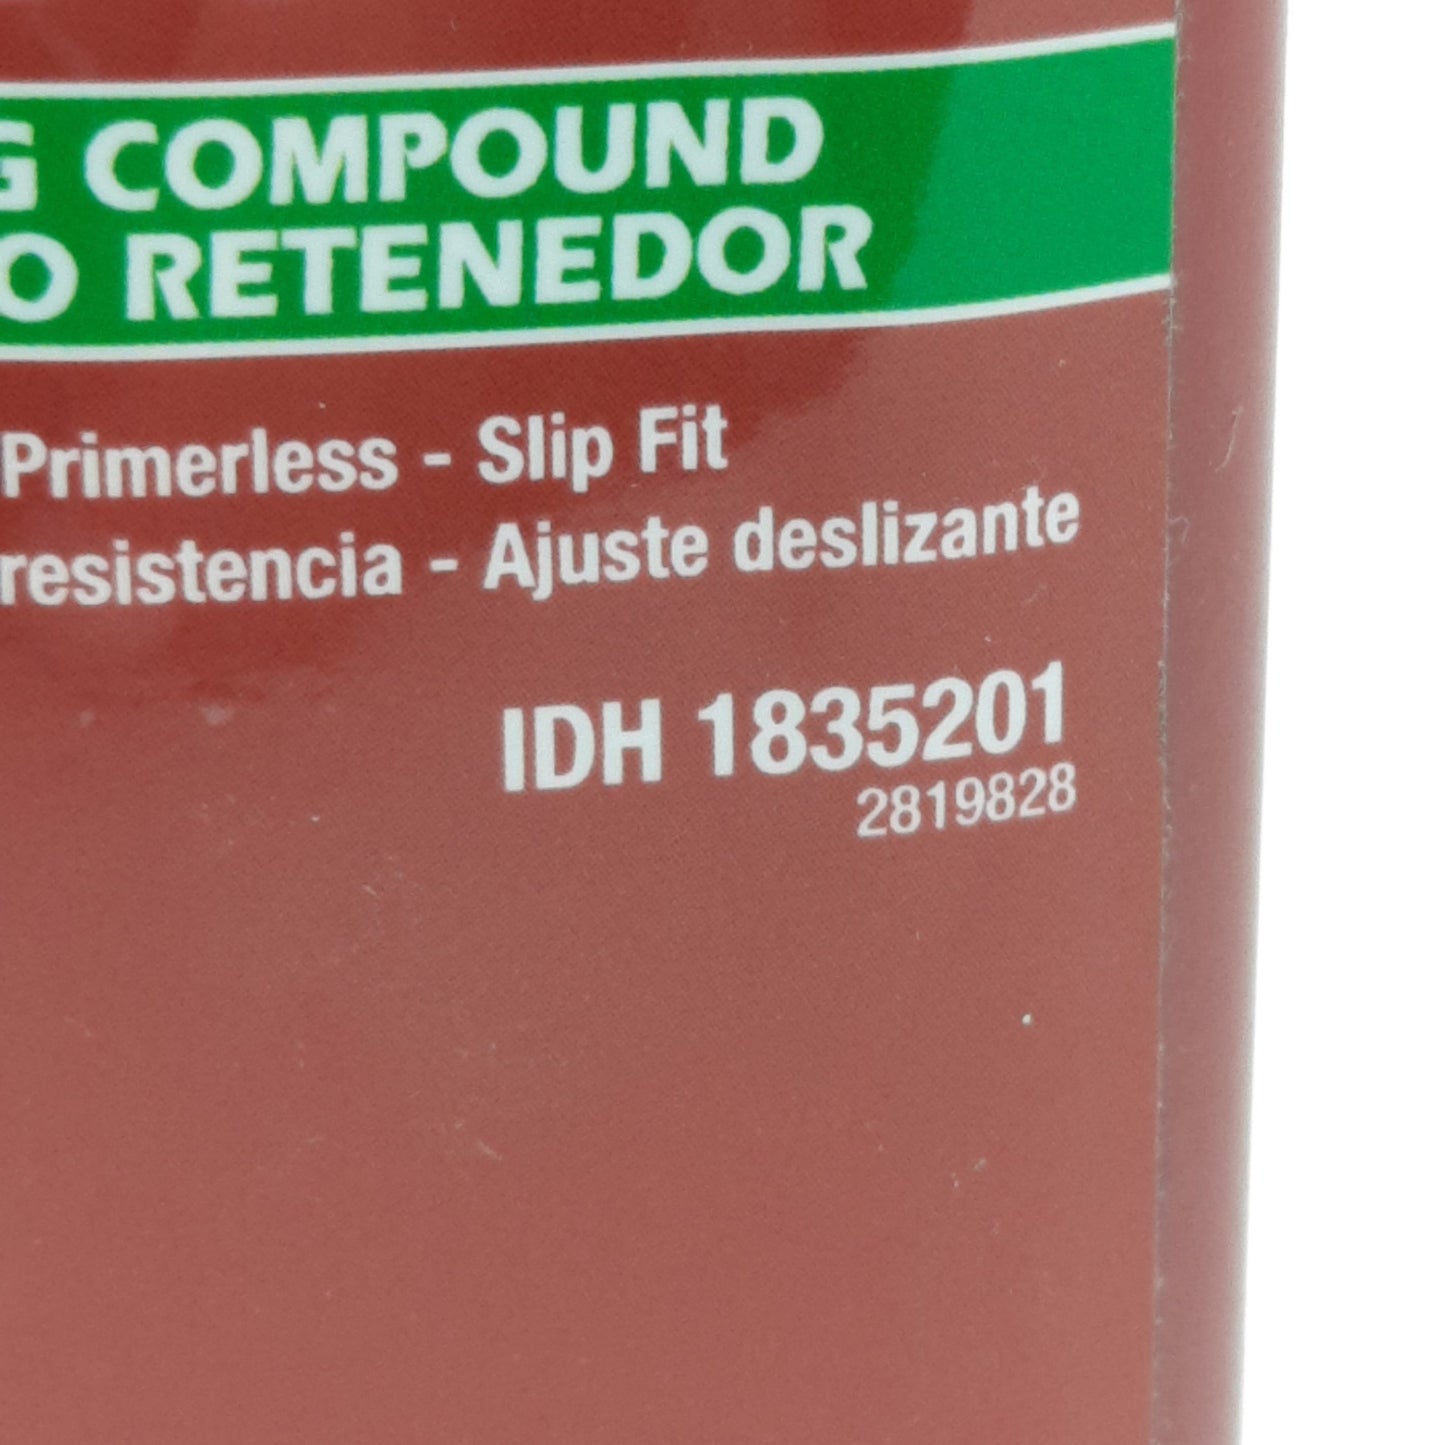 G COMPOUND
O RETENEDOR
Primerless - Slip Fit
resistencia - Ajuste deslizante
IDH 1835201
2819828